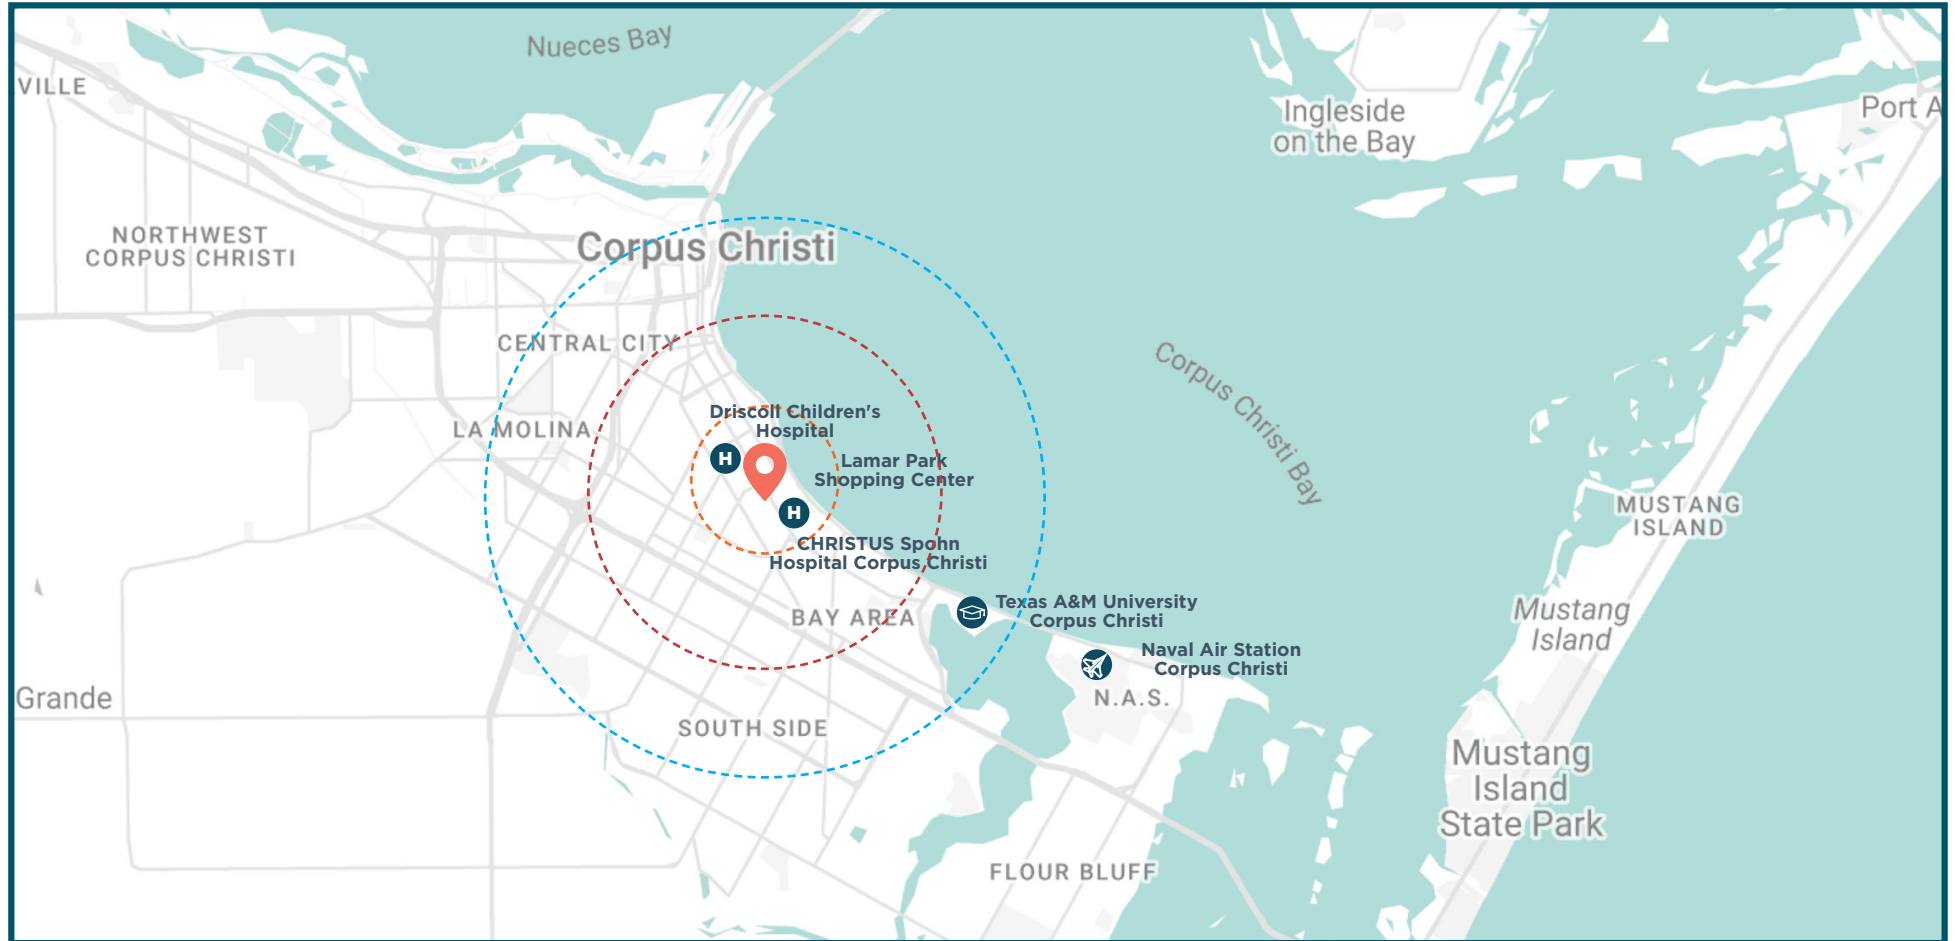 Nueces Bay
VILLE
Ingleside
on the Bay
Port A
NORTHWEST
CORPUS CHRISTI
Corpus Christi
CENTRAL CITY
Corpus Christi Bay
Driscoll Children's
Hospital
LA MOLINA
H
Lamar Park
Shopping Center
H
MUSTANG
ISLAND
CHRISTUS Spohn
Hospital Corpus Christi
Texas A&M University
Corpus Christi
BAY AREA
Mustang
Island
Naval Air Station
Corpus Christi
N.A.S.
Grande
SOUTH SIDE
Mustang
Island
State Park
FLOUR BLUFF